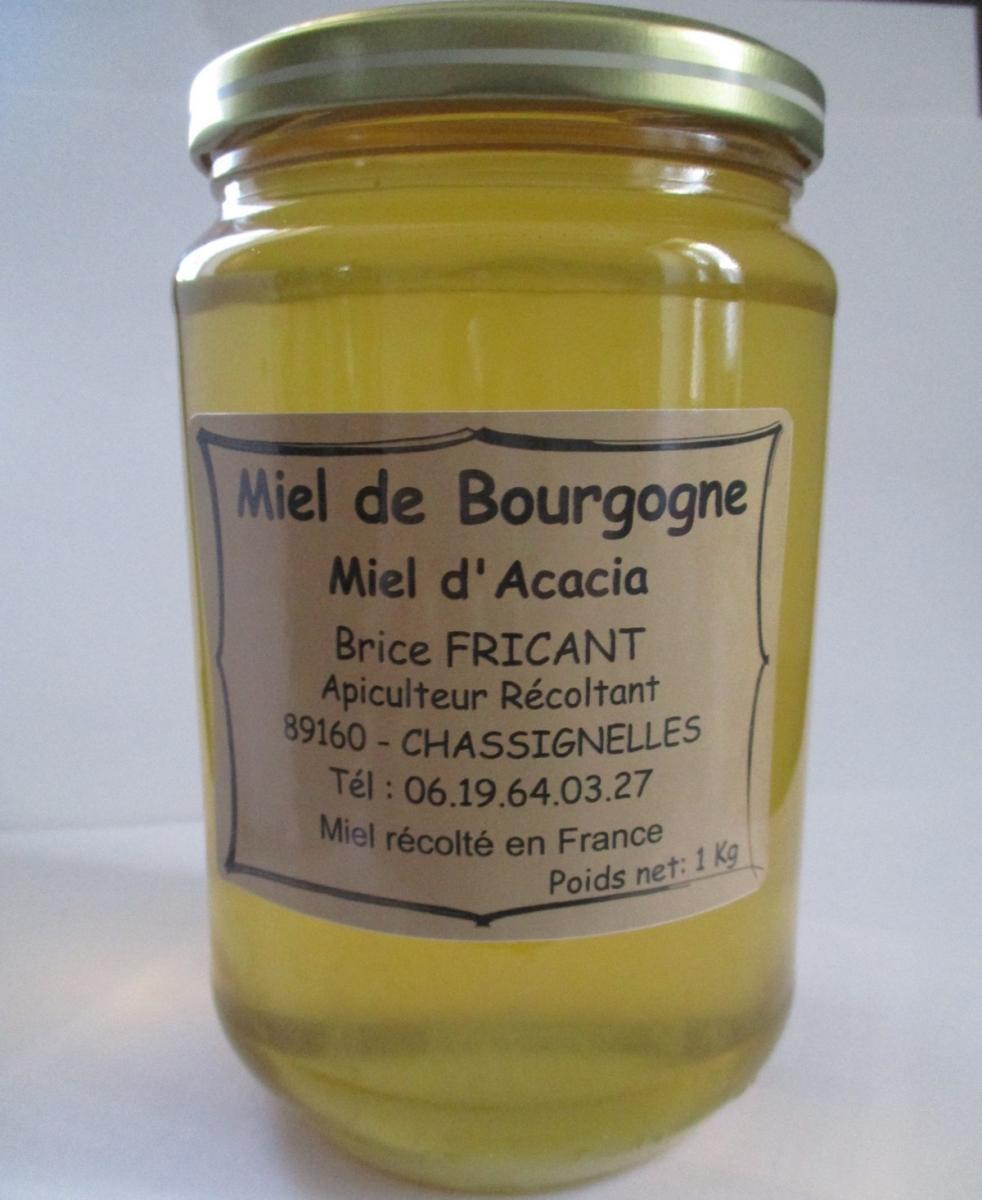 Miel de Bourgogne
Miel d'Acacia
Brice FRICANT
Apiculteur Récoltant
89160 - CHASSIGNELLES
Tél : 06.19.64.03.27
Miel récolté en France
Poids net: 1 Kg